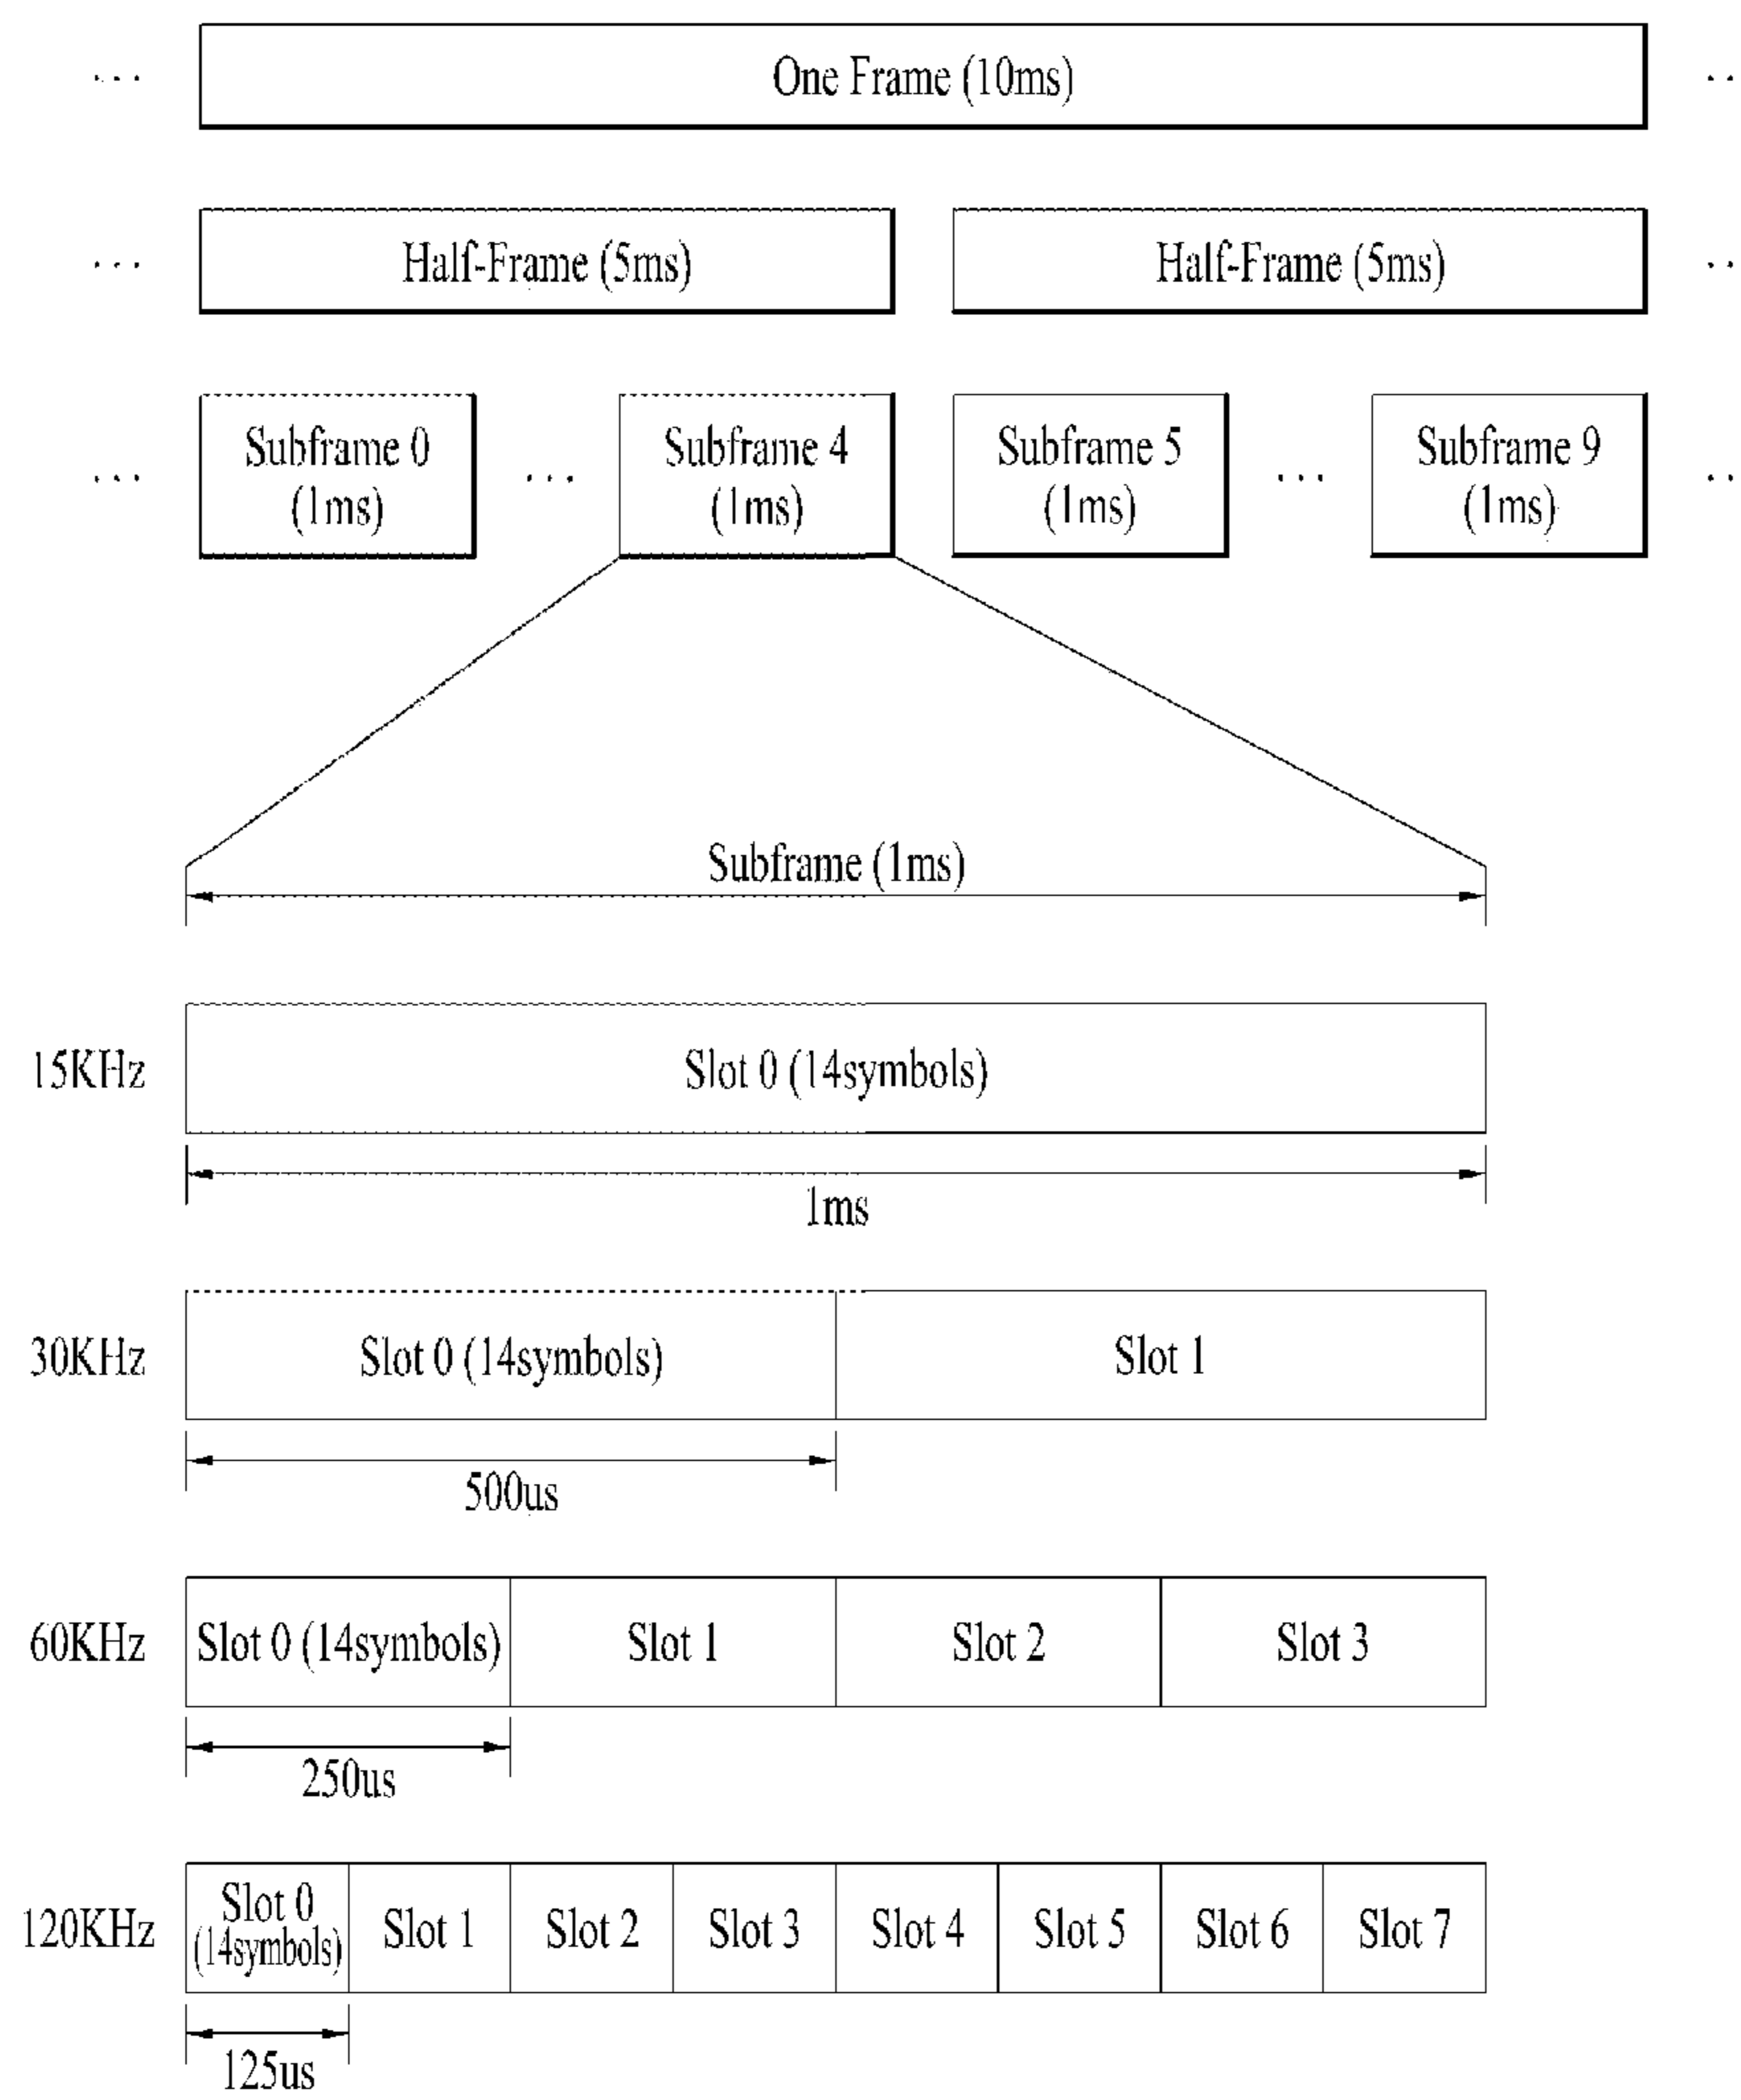 ... One Frame (10ms) ..
... Half-Frame (5ms) Half-Frame (5ms) ..
Subframe 0 Subframe 4 Subframe 5 Subframe 9
... (1ms) ... (1ms) (1ms) ... (1ms) ..
Subframe (1ms)
15KHz Slot 0 (14symbols)
1ms
30KHz Slot 0 (14symbols) Slot 1
500us
60KHz Slot 0 (14symbols) Slot 1 Slot 2 Slot 3
250us
120KHz Slot 0 (14symbols) Slot 1 Slot 2 Slot 3 Slot 4 Slot 5 Slot 6 Slot 7
125us